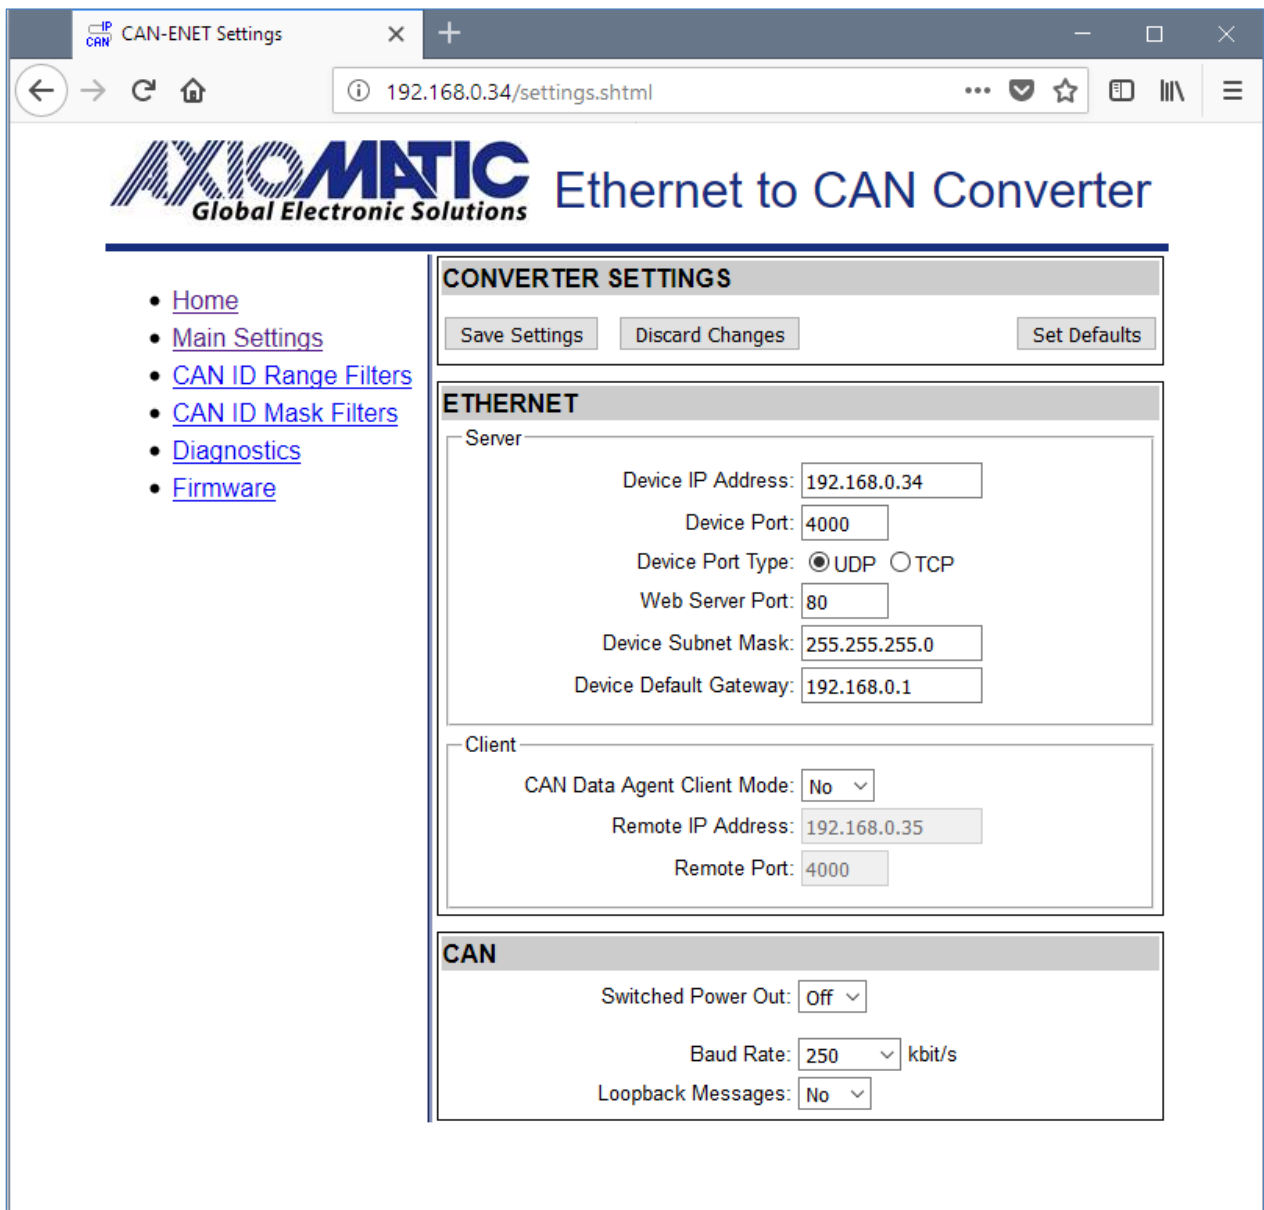 IP
CAN
CAN-ENET Settings
192.168.0.34/settings.shtml
AXIOMATIC
Global Electronic Solutions
Ethernet to CAN Converter
Home
Main Settings
CAN ID Range Filters
CAN ID Mask Filters
Diagnostics
Firmware
CONVERTER SETTINGS
Save Settings Discard Changes Set Defaults
ETHERNET
Server
Device IP Address: 192.168.0.34
Device Port: 4000
Device Port Type: UDP TCP
Web Server Port: 80
Device Subnet Mask: 255.255.255.0
Device Default Gateway: 192.168.0.1
Client
CAN Data Agent Client Mode: No
Remote IP Address: 192.168.0.35
Remote Port: 4000
CAN
Switched Power Out: Off
Baud Rate: 250 kbit/s
Loopback Messages: No